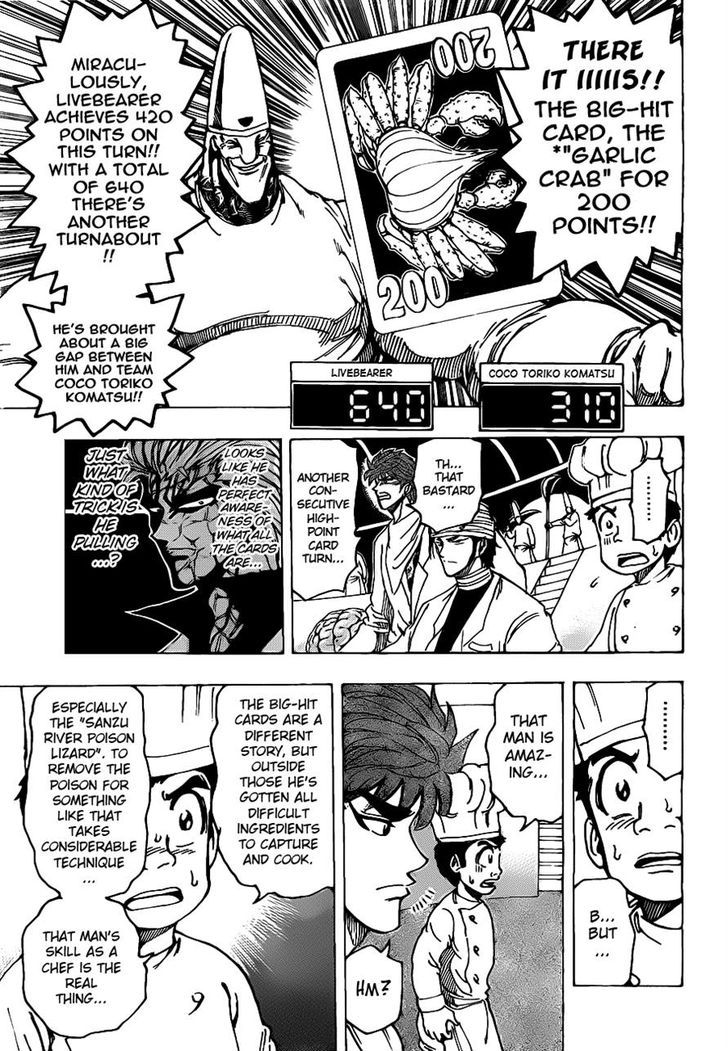 THERE
IT IIIIIS!!
THE BIG-HIT
CARD, THE
*"GARLIC
CRAB" FOR
200
POINTS!!
200
200
MIRACU-
LOUSLY,
LIVEBEARER
ACHIEVES 420
POINTS ON
THIS TURN!!
WITH A TOTAL
OF 640
THERE'S
ANOTHER
TURNABOUT
!!
HE'S BROUGHT
ABOUT A BIG
GAP BETWEEN
HIM AND TEAM
COCO TORIKO
KOMATSU!!
LIVEBEARER
640
COCO TORIKO KOMATSU
310
.......
TH...
THAT
BASTARD
...
ANOTHER
CON-
SECUTIVE
HIGH-
POINT
CARD
TURN...
LOOKS
LIKE HE
HAS
PERFECT
AWARE-
NESS OF
WHAT ALL
THE CARDS
ARE...
JUST
WHAT
KIND OF
TRICK IS
HE
PULLING
...?
.........
B...
BUT
...
THAT
MAN IS
AMAZ-
ING...
HM?
THE BIG-HIT
CARDS ARE A
DIFFERENT
STORY, BUT
OUTSIDE
THOSE HE'S
GOTTEN ALL
DIFFICULT
INGREDIENTS
TO CAPTURE
AND COOK.
ESPECIALLY
THE "SANZU
RIVER POISON
LIZARD". TO
REMOVE THE
POISON FOR
SOMETHING
LIKE THAT
TAKES
CONSIDERABLE
TECHNIQUE
...
THAT MAN'S
SKILL AS A
CHEF IS THE
REAL
THING...